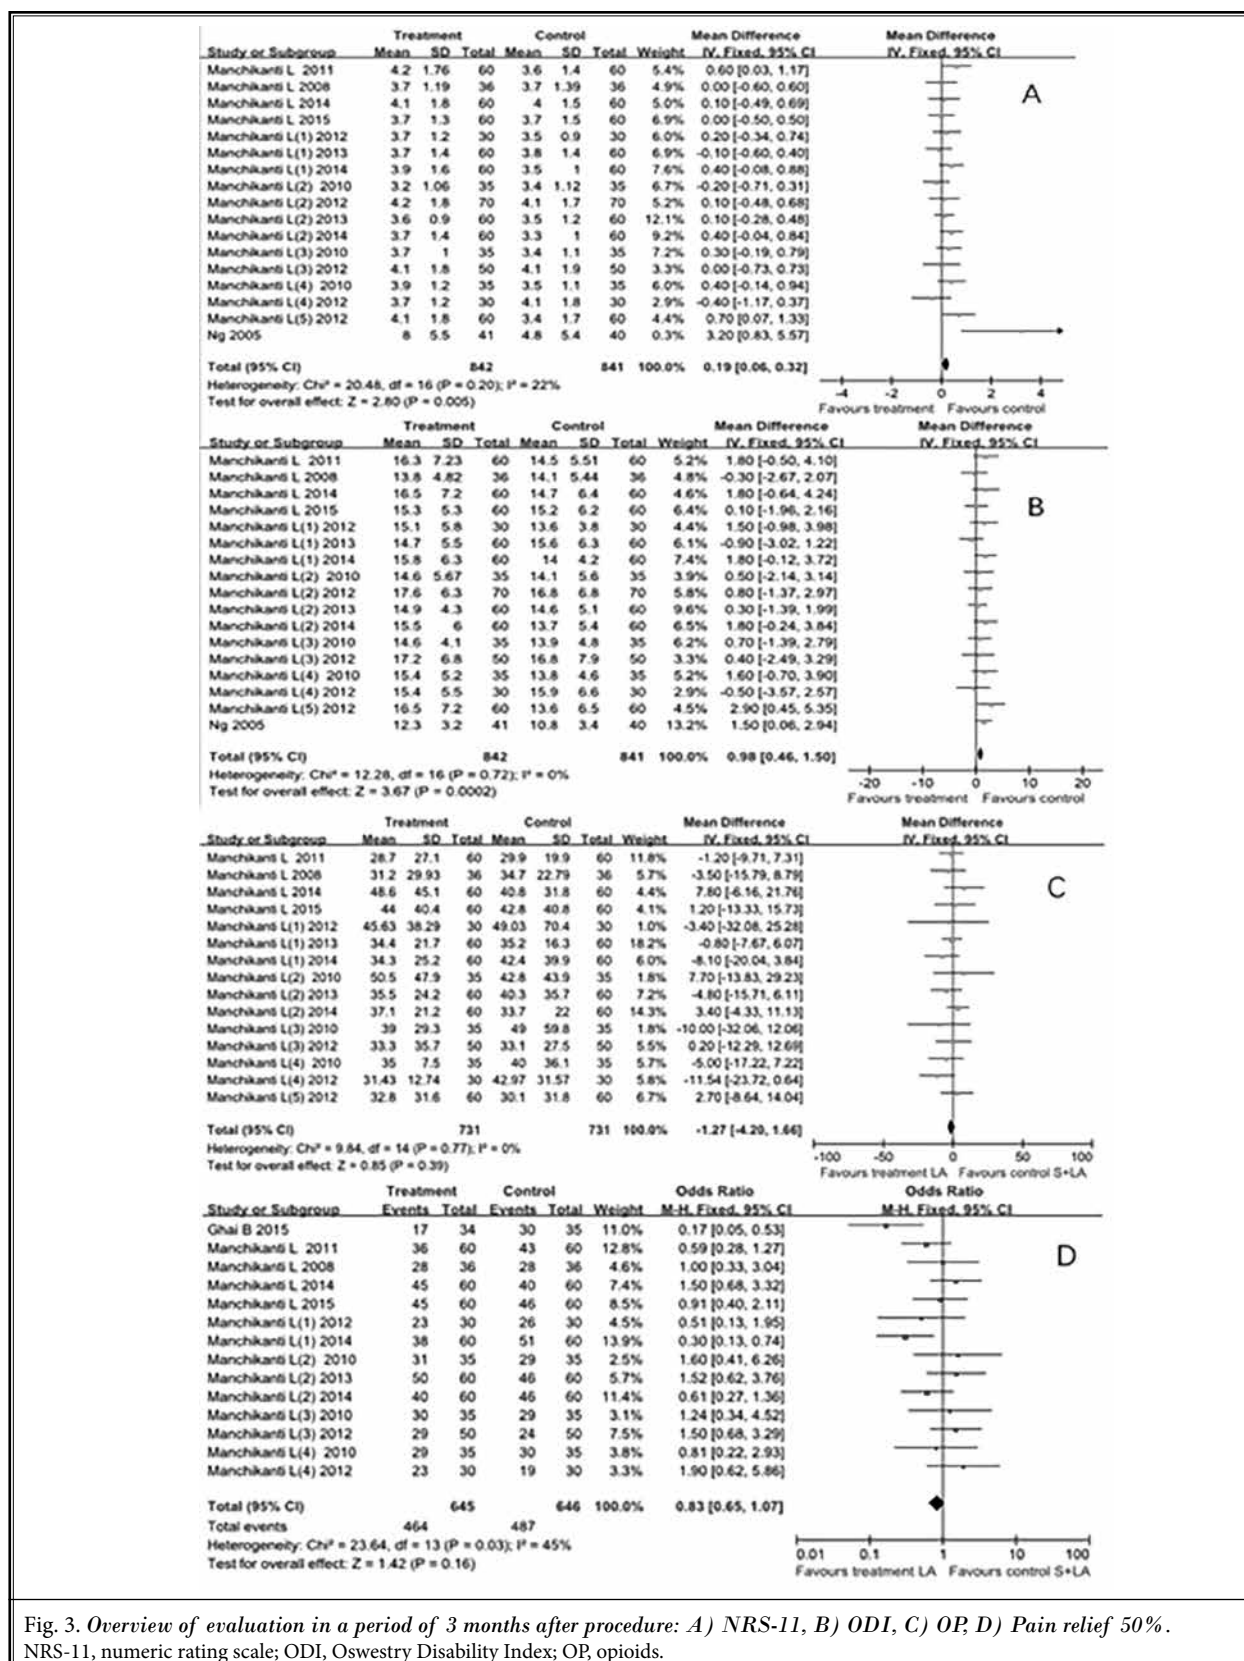 Treatment Control Mean Difference Mean Difference
Study or Subgroup Mean SD Total Mean SD Total Weight IV, Fixed, 95% CI IV, Fixed, 95% CI
Manchikanti L 2011 4.2 1.76 60 3.6 1.4 60 5.4% 0.60 [0.03, 1.17]
Manchikanti L 2008 3.7 1.19 36 3.7 1.39 36 4.9% 0.00 [-0.60, 0.60]
A
Manchikanti L 2014 4.1 1.8 60 4 1.5 60 5.0% 0.10 [-0.49, 0.69]
Manchikanti L 2015 3.7 1.3 60 3.7 1.5 60 6.9% 0.00 [-0.50, 0.50]
Manchikanti L(1) 2012 3.7 1.2 30 3.5 0.9 30 5.9% 0.20 [-0.34, 0.74]
Manchikanti L(1) 2013 3.7 1.4 60 3.8 1.4 60 6.9% -0.10 [-0.60, 0.40]
Manchikanti L(1) 2014 3.9 1.6 60 3.5 1 60 7.6% 0.40 [-0.08, 0.88]
Manchikanti L(2) 2010 3.2 1.06 35 3.4 1.12 35 6.7% -0.20 [-0.71, 0.31]
Manchikanti L(2) 2012 4.2 1.8 70 4.1 1.7 70 5.2% 0.10 [-0.48, 0.68]
Manchikanti L(2) 2013 3.6 0.9 60 3.5 1.2 60 12.1% 0.10 [-0.28, 0.48]
Manchikanti L(2) 2014 3.7 1.4 60 3.3 1 60 9.2% 0.40 [-0.04, 0.84]
Manchikanti L(3) 2010 3.7 1 35 3.4 1.1 35 7.2% 0.30 [-0.19, 0.79]
Manchikanti L(3) 2012 4.1 1.8 50 4.1 1.9 50 3.3% 0.00 [-0.73, 0.73]
Manchikanti L(4) 2010 3.9 1.2 35 3.5 1.1 35 6.0% 0.40 [-0.14, 0.94]
Manchikanti L(4) 2012 3.7 1.2 30 4.1 1.8 30 2.9% -0.40 [-1.17, 0.37]
Manchikanti L(5) 2012 4.1 1.8 60 3.4 1.7 60 4.4% 0.70 [0.07, 1.33]
Ng 2005 8 5.5 41 4.8 5.4 40 0.3% 3.20 [0.83, 5.57]
Total (95% CI) 842 841 100.0% 0.19 [0.06, 0.32]
Heterogeneity: Chi² = 20.48, df = 16 (P = 0.20); I² = 22%
-4 -2 0 2 4
Test for overall effect: Z = 2.80 (P = 0.005)
Favours treatment Favours control
Treatment Control Mean Difference Mean Difference
Study or Subgroup Mean SD Total Mean SD Total Weight IV, Fixed, 95% CI IV, Fixed, 95% CI
Manchikanti L 2011 16.3 7.23 60 14.5 5.51 60 5.2% 1.80 [-0.50, 4.10]
Manchikanti L 2008 13.8 4.82 36 14.1 5.44 36 4.8% -0.30 [-2.67, 2.07]
Manchikanti L 2014 16.5 7.2 60 14.7 6.4 60 4.6% 1.80 [-0.64, 4.24]
B
Manchikanti L 2015 15.3 5.3 60 15.2 6.2 60 6.4% 0.10 [-1.96, 2.16]
Manchikanti L(1) 2012 15.1 5.8 30 13.6 3.8 30 4.4% 1.50 [-0.98, 3.98]
Manchikanti L(1) 2013 14.7 5.5 60 15.6 6.3 60 6.1% -0.90 [-3.02, 1.22]
Manchikanti L(1) 2014 15.8 6.3 60 14 4.2 60 7.4% 1.80 [-0.12, 3.72]
Manchikanti L(2) 2010 14.6 5.67 35 14.1 5.6 35 3.9% 0.50 [-2.14, 3.14]
Manchikanti L(2) 2012 17.6 6.3 70 16.8 6.8 70 5.8% 0.80 [-1.37, 2.97]
Manchikanti L(2) 2013 14.9 4.3 60 14.6 5.1 60 9.6% 0.30 [-1.39, 1.99]
Manchikanti L(2) 2014 15.5 6 60 13.7 5.4 60 6.5% 1.80 [-0.24, 3.84]
Manchikanti L(3) 2010 14.6 4.1 35 13.9 4.8 35 6.2% 0.70 [-1.39, 2.79]
Manchikanti L(3) 2012 17.2 6.8 50 16.8 7.9 50 3.3% 0.40 [-2.49, 3.29]
Manchikanti L(4) 2010 15.4 5.2 35 13.8 4.6 35 5.2% 1.60 [-0.70, 3.90]
Manchikanti L(4) 2012 15.4 5.5 30 15.9 6.6 30 2.9% -0.50 [-3.57, 2.57]
Manchikanti L(5) 2012 16.5 7.2 60 13.6 6.5 60 4.5% 2.90 [0.45, 5.35]
Ng 2005 12.3 3.2 41 10.8 3.4 40 13.2% 1.50 [0.06, 2.94]
Total (95% CI) 842 841 100.0% 0.98 [0.46, 1.50]
Heterogeneity: Chi² = 12.28, df = 16 (P = 0.72); I² = 0%
-20 -10 0 10 20
Test for overall effect: Z = 3.67 (P = 0.0002)
Favours treatment Favours control
Treatment Control Mean Difference Mean Difference
Study or Subgroup Mean SD Total Mean SD Total Weight IV, Fixed, 95% CI IV, Fixed, 95% CI
Manchikanti L 2011 28.7 27.1 60 29.9 19.9 60 11.8% -1.20 [-9.71, 7.31]
Manchikanti L 2008 31.2 29.93 36 34.7 22.79 36 5.7% -3.50 [-15.79, 8.79]
C
Manchikanti L 2014 48.6 45.1 60 40.8 31.8 60 4.4% 7.80 [-6.16, 21.76]
Manchikanti L 2015 44 40.4 60 42.8 40.8 60 4.1% 1.20 [-13.33, 15.73]
Manchikanti L(1) 2012 45.63 38.29 30 49.03 70.4 30 1.0% -3.40 [-32.08, 25.28]
Manchikanti L(1) 2013 34.4 21.7 60 35.2 16.3 60 18.2% -0.80 [-7.67, 6.07]
Manchikanti L(1) 2014 34.3 25.2 60 42.4 39.9 60 6.0% -8.10 [-20.04, 3.84]
Manchikanti L(2) 2010 50.5 47.9 35 42.8 43.9 35 1.8% 7.70 [-13.83, 29.23]
Manchikanti L(2) 2013 35.5 24.2 60 40.3 35.7 60 7.2% -4.80 [-15.71, 6.11]
Manchikanti L(2) 2014 37.1 21.2 60 33.7 22 60 14.3% 3.40 [-4.33, 11.13]
Manchikanti L(3) 2010 39 29.3 35 49 59.8 35 1.8% -10.00 [-32.06, 12.06]
Manchikanti L(3) 2012 33.3 35.7 50 33.1 27.5 50 5.5% 0.20 [-12.29, 12.69]
Manchikanti L(4) 2010 35 7.5 35 40 36.1 35 5.7% -5.00 [-17.22, 7.22]
Manchikanti L(4) 2012 31.43 12.74 30 42.97 31.57 30 5.8% -11.54 [-23.72, 0.64]
Manchikanti L(5) 2012 32.8 31.6 60 30.1 31.8 60 6.7% 2.70 [-8.64, 14.04]
Total (95% CI) 731 731 100.0% -1.27 [-4.20, 1.66]
Heterogeneity: Chi² = 9.84, df = 14 (P = 0.77); I² = 0%
-100 -50 0 50 100
Test for overall effect: Z = 0.85 (P = 0.39)
Favours treatment LA Favours control S+LA
Treatment Control Odds Ratio Odds Ratio
Study or Subgroup Events Total Events Total Weight M-H, Fixed, 95% CI M-H, Fixed, 95% CI
Ghai B 2015 17 34 30 35 11.0% 0.17 [0.05, 0.53]
Manchikanti L 2011 36 60 43 60 12.8% 0.59 [0.28, 1.27]
D
Manchikanti L 2008 28 36 28 36 4.6% 1.00 [0.33, 3.04]
Manchikanti L 2014 45 60 40 60 7.4% 1.50 [0.68, 3.32]
Manchikanti L 2015 45 60 46 60 8.5% 0.91 [0.40, 2.11]
Manchikanti L(1) 2012 23 30 26 30 4.5% 0.51 [0.13, 1.95]
Manchikanti L(1) 2014 38 60 51 60 13.9% 0.30 [0.13, 0.74]
Manchikanti L(2) 2010 31 35 29 35 2.5% 1.60 [0.41, 6.26]
Manchikanti L(2) 2013 50 60 46 60 5.7% 1.52 [0.62, 3.76]
Manchikanti L(2) 2014 40 60 46 60 11.4% 0.61 [0.27, 1.36]
Manchikanti L(3) 2010 30 35 29 35 3.1% 1.24 [0.34, 4.52]
Manchikanti L(3) 2012 29 50 24 50 7.5% 1.50 [0.68, 3.29]
Manchikanti L(4) 2010 29 35 30 35 3.8% 0.81 [0.22, 2.93]
Manchikanti L(4) 2012 23 30 19 30 3.3% 1.90 [0.62, 5.86]
Total (95% CI) 645 646 100.0% 0.83 [0.65, 1.07]
Total events 464 487
Heterogeneity: Chi² = 23.64, df = 13 (P = 0.03); I² = 45%
0.01 0.1 1 10 100
Test for overall effect: Z = 1.42 (P = 0.16)
Favours treatment LA Favours control S+LA
Fig. 3. Overview of evaluation in a period of 3 months after procedure: A) NRS-11, B) ODI, C) OP, D) Pain relief 50%.
NRS-11, numeric rating scale; ODI, Oswestry Disability Index; OP, opioids.